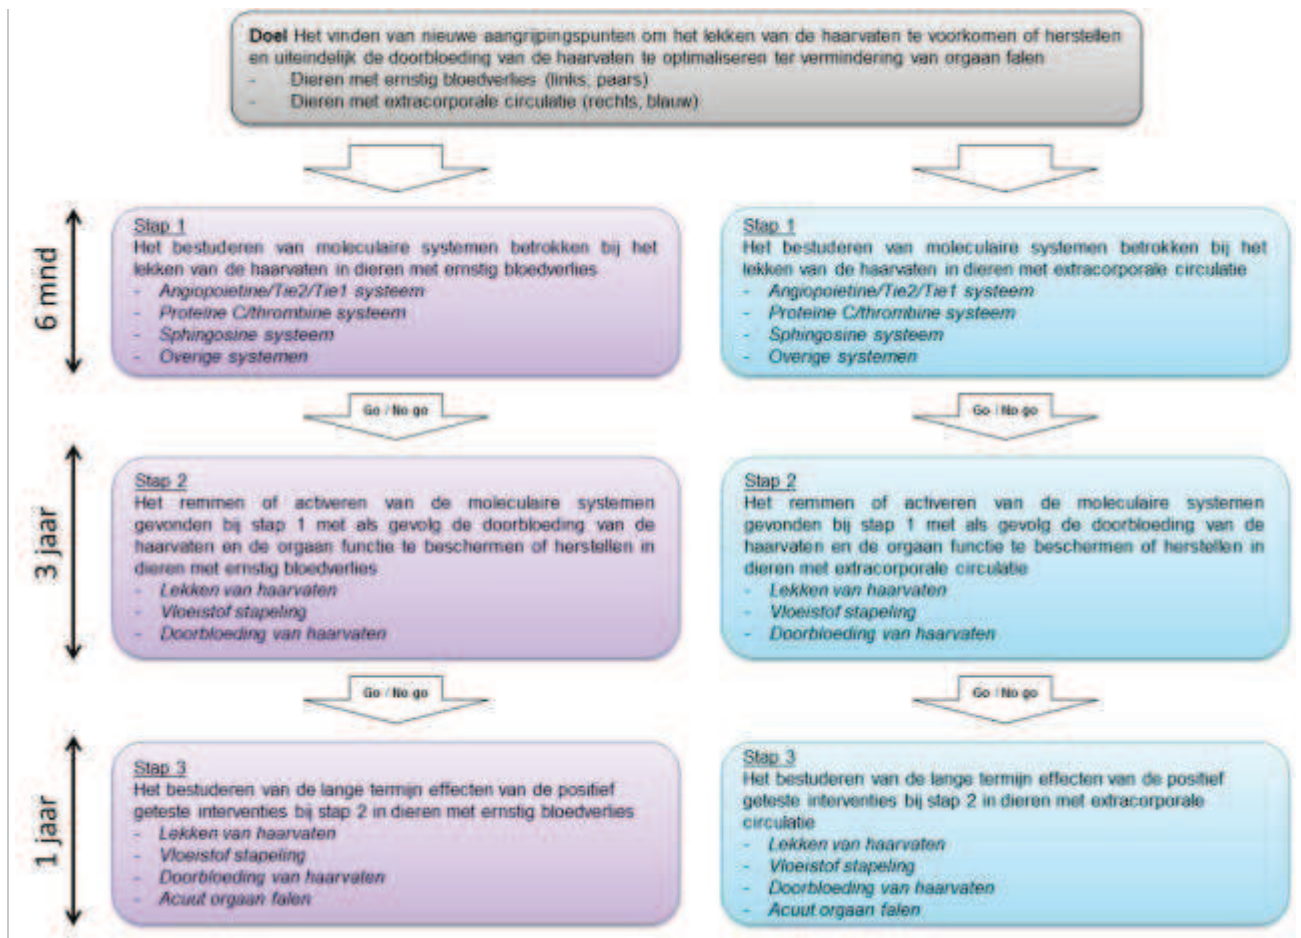 Doel Het vinden van nieuwe aangrijpingspunten om het lekken van de haarvaten te voorkomen of herstellen
en uiteindelijk de doorbloeding van de haarvaten te optimaliseren ter vermindering van orgaan falen
- Dieren met ernstig bloedverlies (links, paars)
- Dieren met extracorporale circulatie (rechts, blauw)
6 mnd
Stap 1
Het bestuderen van moleculaire systemen betrokken bij het
lekken van de haarvaten in dieren met ernstig bloedverlies
- Angiopoietine/Tie2/Tie1 systeem
- Proteine C/thrombine systeem
- Sphingosine systeem
- Overige systemen
Stap 1
Het bestuderen van moleculaire systemen betrokken bij het
lekken van de haarvaten in dieren met extracorporale circulatie
- Angiopoietine/Tie2/Tie1 systeem
- Proteine C/thrombine systeem
- Sphingosine systeem
- Overige systemen
Go / No go
Go / No go
3 jaar
Stap 2
Het remmen of activeren van de moleculaire systemen
gevonden bij stap 1 met als gevolg de doorbloeding van de
haarvaten en de orgaan functie te beschermen of herstellen in
dieren met ernstig bloedverlies
- Lekken van haarvaten
- Vloeistof stapeling
- Doorbloeding van haarvaten
Stap 2
Het remmen of activeren van de moleculaire systemen
gevonden bij stap 1 met als gevolg de doorbloeding van de
haarvaten en de orgaan functie te beschermen of herstellen in
dieren met extracorporale circulatie
- Lekken van haarvaten
- Vloeistof stapeling
- Doorbloeding van haarvaten
Go / No go
Go / No go
1 jaar
Stap 3
Het bestuderen van de lange termijn effecten van de positief
geteste interventies bij stap 2 in dieren met ernstig bloedverlies
- Lekken van haarvaten
- Vloeistof stapeling
- Doorbloeding van haarvaten
- Acuut orgaan falen
Stap 3
Het bestuderen van de lange termijn effecten van de positief
geteste interventies bij stap 2 in dieren met extracorporale
circulatie
- Lekken van haarvaten
- Vloeistof stapeling
- Doorbloeding van haarvaten
- Acuut orgaan falen